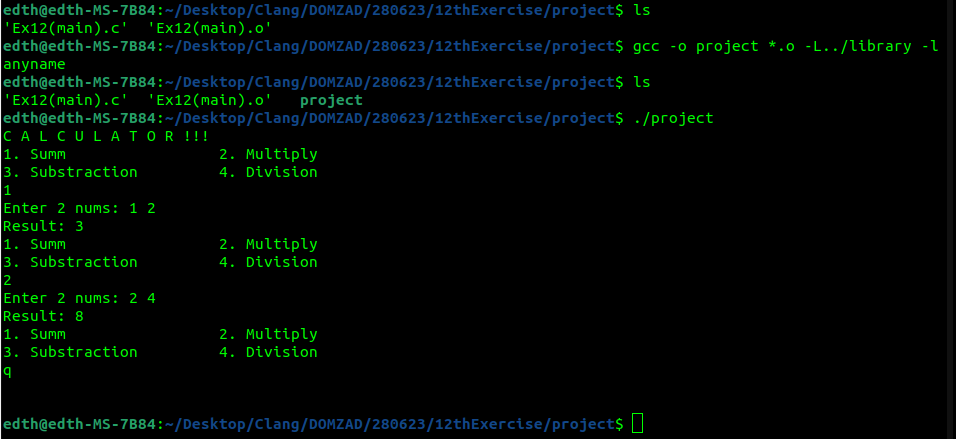 edth@edth-MS-7B84:~/Desktop/Clang/DOMZAD/280623/12thExercise/project$ ls
'Ex12(main).c'  'Ex12(main).o'
edth@edth-MS-7B84:~/Desktop/Clang/DOMZAD/280623/12thExercise/project$ gcc -o project *.o -L../library -l
anyname
edth@edth-MS-7B84:~/Desktop/Clang/DOMZAD/280623/12thExercise/project$ ls
'Ex12(main).c'  'Ex12(main).o'   project
edth@edth-MS-7B84:~/Desktop/Clang/DOMZAD/280623/12thExercise/project$ ./project
C A L C U L A T O R !!!
1. Summ                 2. Multiply
3. Substraction         4. Division
1
Enter 2 nums: 1 2
Result: 3
1. Summ                 2. Multiply
3. Substraction         4. Division
2
Enter 2 nums: 2 4
Result: 8
1. Summ                 2. Multiply
3. Substraction         4. Division
q
edth@edth-MS-7B84:~/Desktop/Clang/DOMZAD/280623/12thExercise/project$